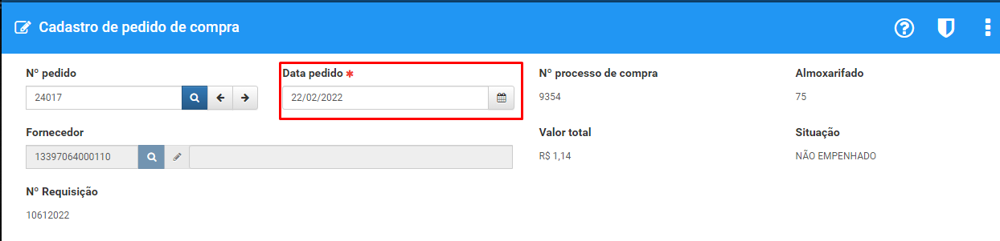 Cadastro de pedido de compra
Nº pedido
Data pedido *
Nº processo de compra
Almoxarifado
24017
22/02/2022
9354
75
Fornecedor
Valor total
Situação
13397064000110
R$ 1,14
NÃO EMPENHADO
Nº Requisição
10612022